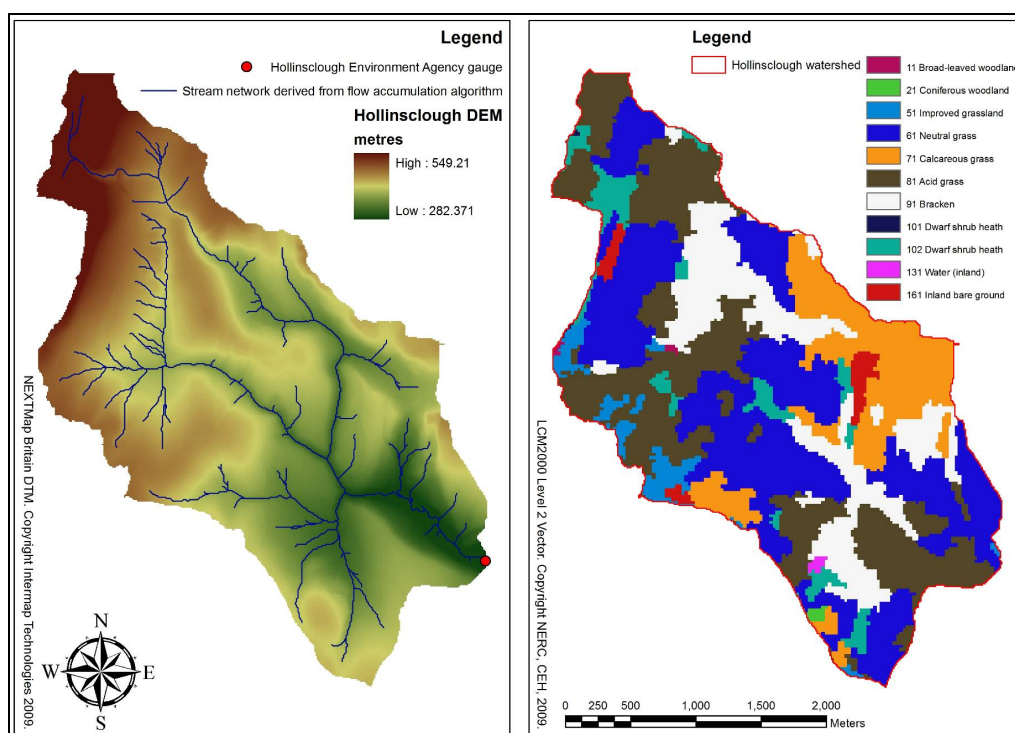 Legend
Hollinsclough Environment Agency gauge
Stream network derived from flow accumulation algorithm
Hollinsclough DEM
metres
High : 549.21
Low : 282.371
NEXTMap Britain DTM. Copyright Intermap Technologies 2009.
N
W
E
S
Legend
Hollinsclough watershed
11 Broad-leaved woodland
21 Coniferous woodland
51 Improved grassland
61 Neutral grass
71 Calcareous grass
81 Acid grass
91 Bracken
101 Dwarf shrub heath
102 Dwarf shrub heath
131 Water (inland)
161 Inland bare ground
LCM2000 Level 2 Vector. Copyright NERC, CEH, 2009.
0 250 500 1,000 1,500 2,000
Meters